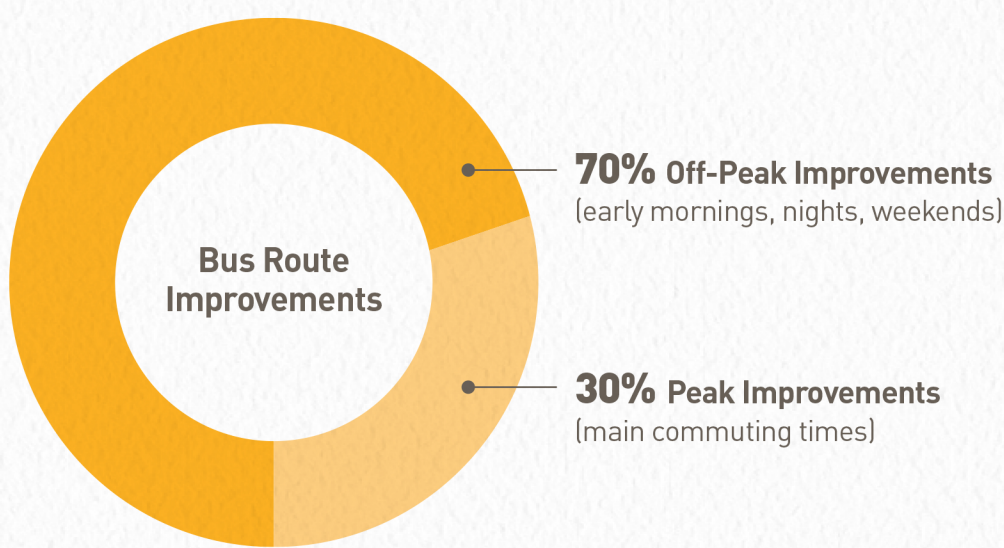 Bus Route
Improvements
70% Off-Peak Improvements
(early mornings, nights, weekends)
30% Peak Improvements
(main commuting times)